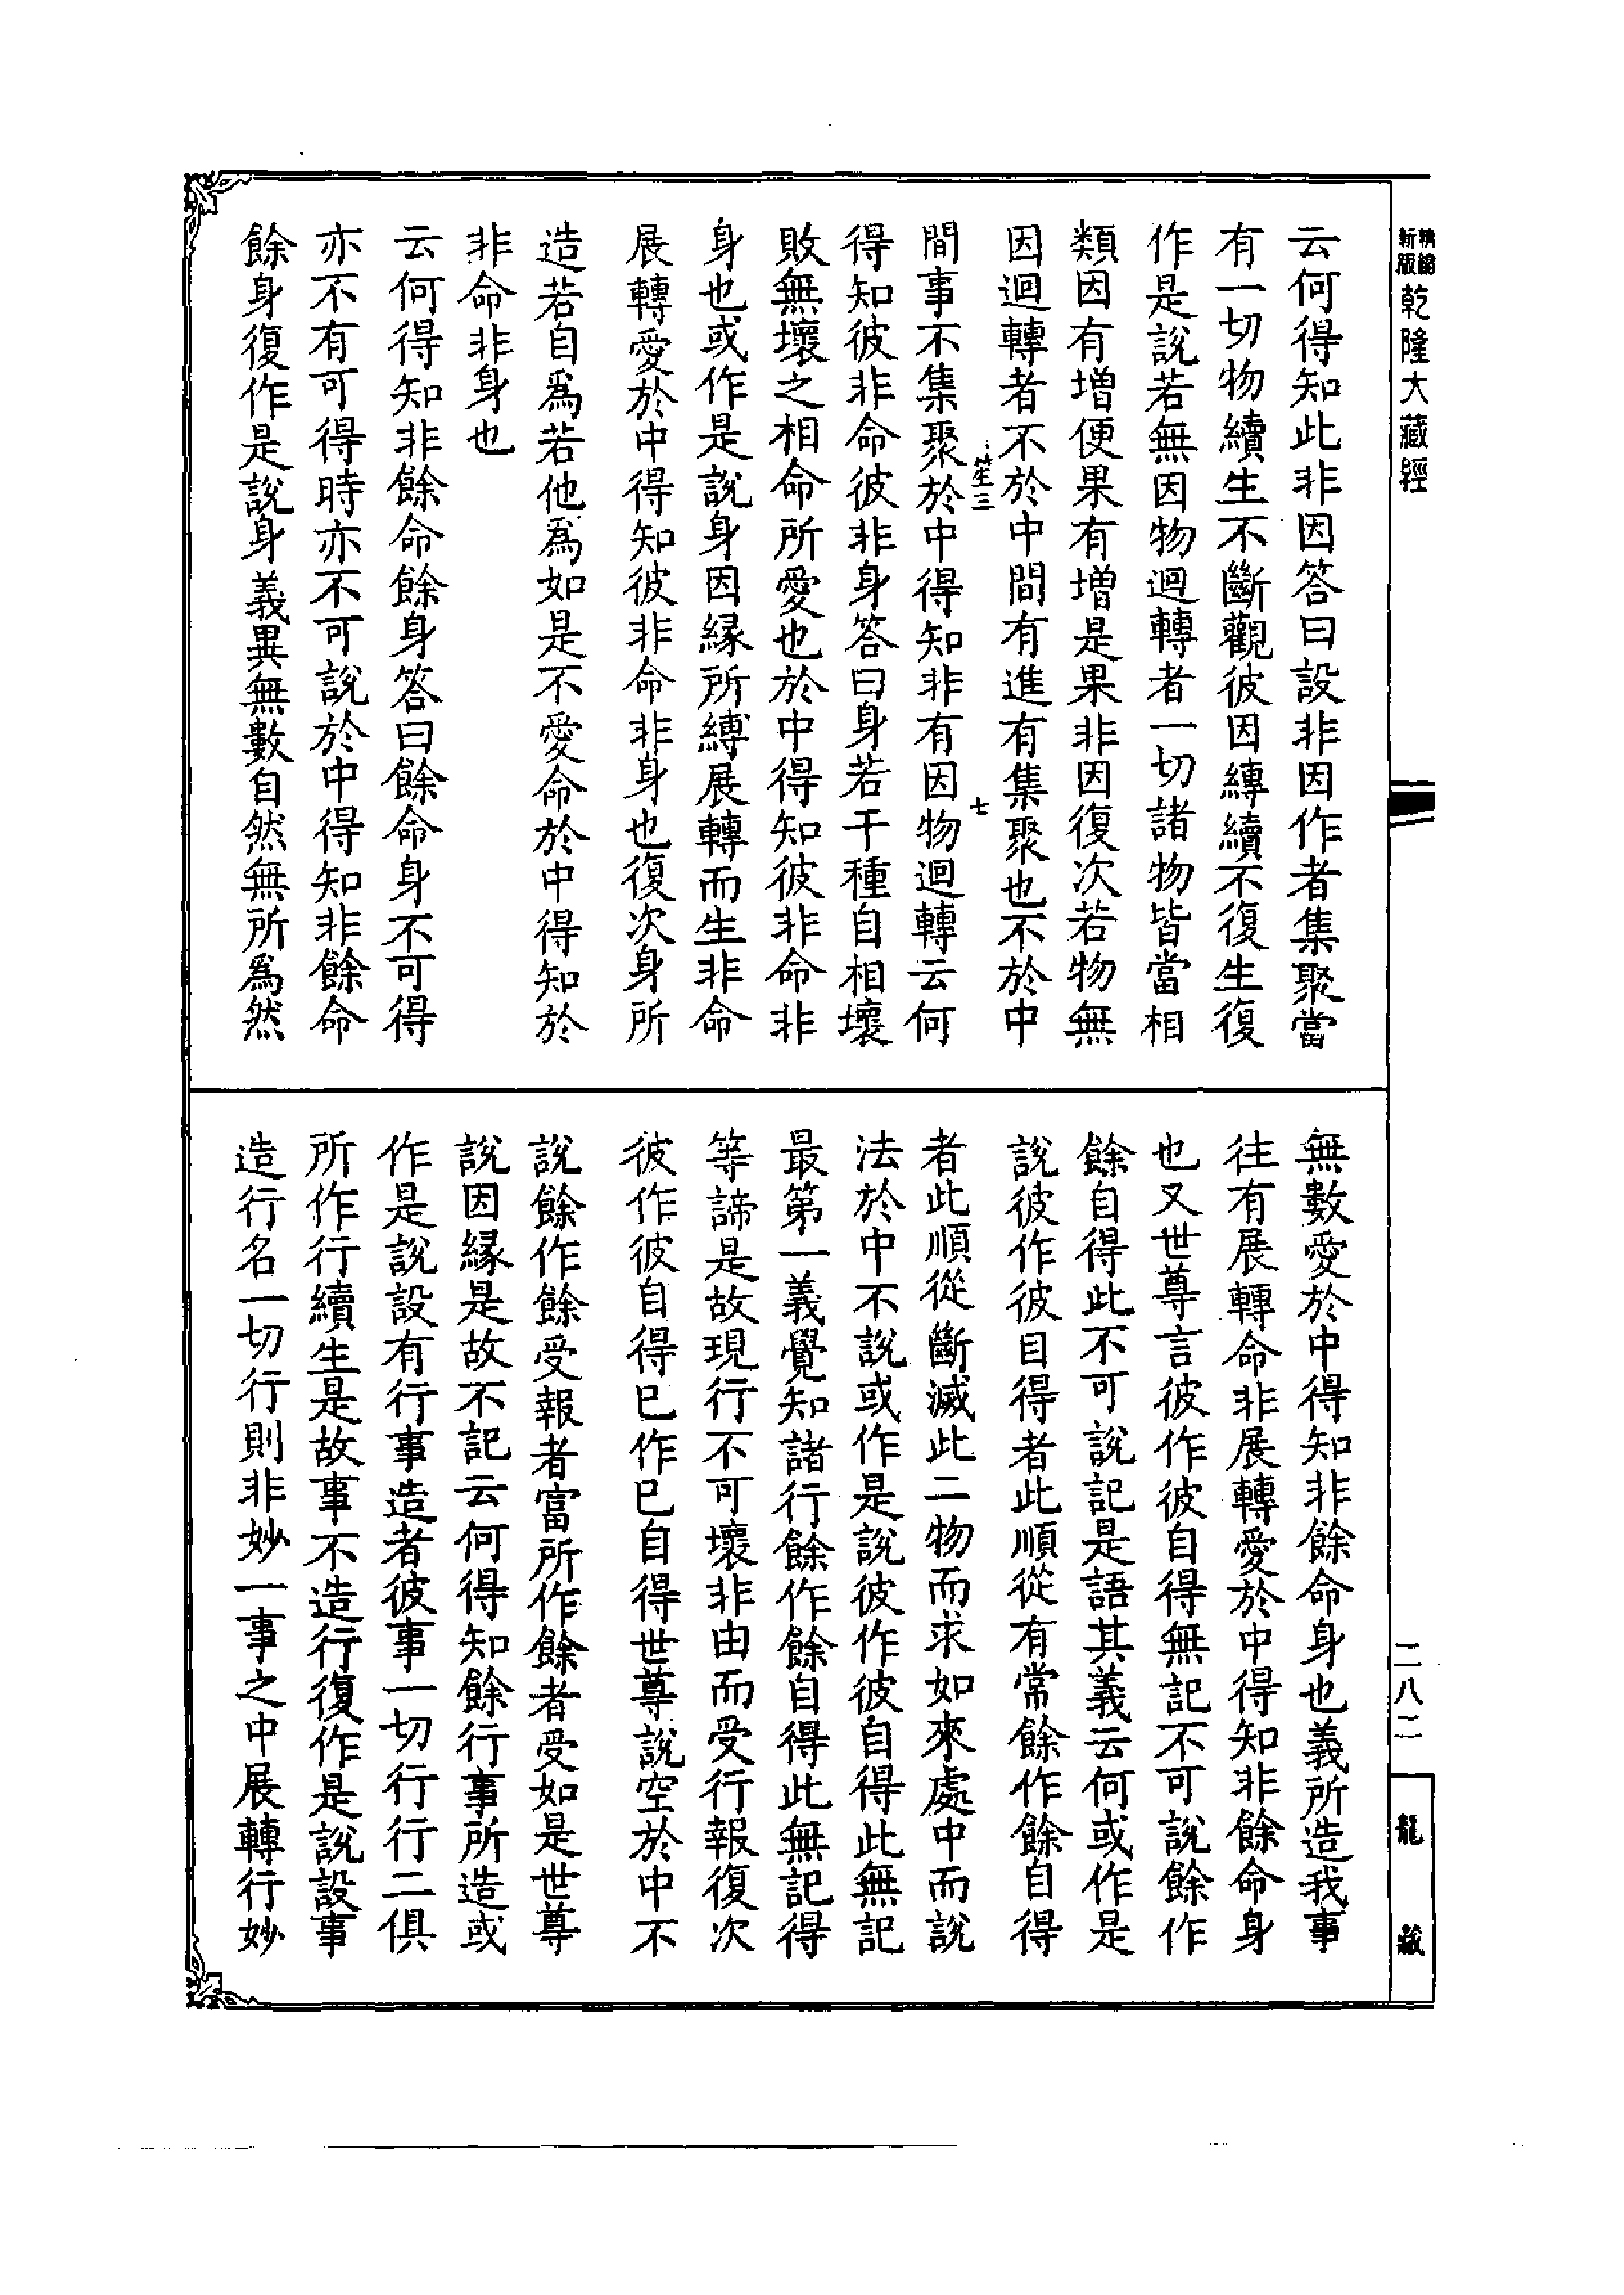 精緻
新版
乾隆大藏經
云何得知此非因答曰設非因作者集聚當
有一切物續生不斷觀彼因縛續不復生復
作是說若無因物迴轉者一切諸物皆當相
類因有增便果有增是果非因復次若物無
因迴轉者不於中間有進有集聚也不於中
間事不集聚於中得知非有因物迴轉云何
得知彼非命彼非身答曰身若干種自相壞
敗無壞之相命所愛也於中得知彼非命非
身也或作是說身因緣所縛展轉而生非命
展轉愛於中得知彼非命非身也復次身所
造若自為若他為如是不愛命於中得知於
非命非身也
云何得知非餘命餘身答曰餘命身不可得
亦不有可得時亦不可說於中得知非餘命
餘身復作是說身義異無數自然無所為然
三
七
無數愛於中得知非餘命身也義所造我事
往有展轉命非展轉愛於中得知非餘命身
也又世尊言彼作彼自得無記不可說餘作
餘自得此不可說記是語其義云何或作是
說彼作彼自得者此順從有常餘作餘自得
者此順從斷滅此二物而求如來處中而說
法於中不說或作是說彼作彼自得此無記
最第一義覺知諸行餘作餘自得此無記得
等諦是故現行不可壞非由而受行報復次
彼作彼自得已作已自得世尊說空於中不
說餘作餘受報者富所作餘者受如是世尊
說因緣是故不記云何得知餘行事所造或
作是說設有行事造者彼事一切行行二俱
所作行續生是故事不造行復作是說設事
造行名一切行則非妙一事之中展轉行妙
二八二
龍藏